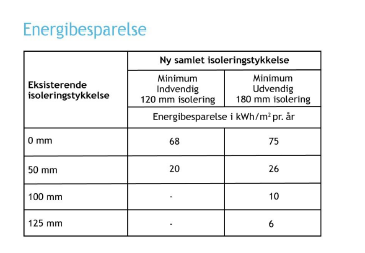 Energibesparelse
Ny samlet isoleringstykkelse
Eksisterende
isoleringstykkelse
Minimum
Indvendig
120 mm isolering
Minimum
Udvendig
180 mm isolering
Energibesparelse i kWh/m² pr. år
0 mm 68 75
50 mm 20 26
100 mm - 10
125 mm - 6